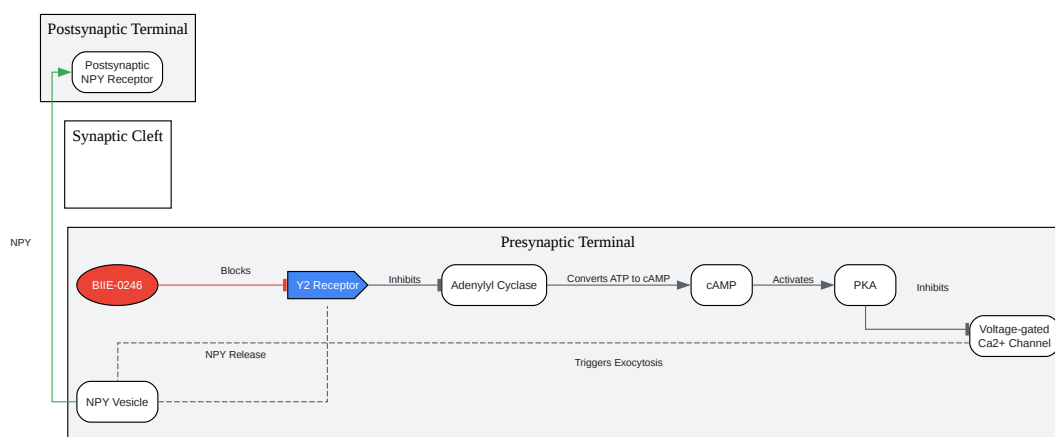 Postsynaptic Terminal
Postsynaptic
NPY Receptor
Synaptic Cleft
NPY
Presynaptic Terminal
BIIE-0246
Blocks
Y2 Receptor
Inhibits
Adenylyl Cyclase
Converts ATP to cAMP
cAMP
Activates
PKA
Inhibits
Voltage-gated
Ca2+ Channel
NPY Release
Triggers Exocytosis
NPY Vesicle